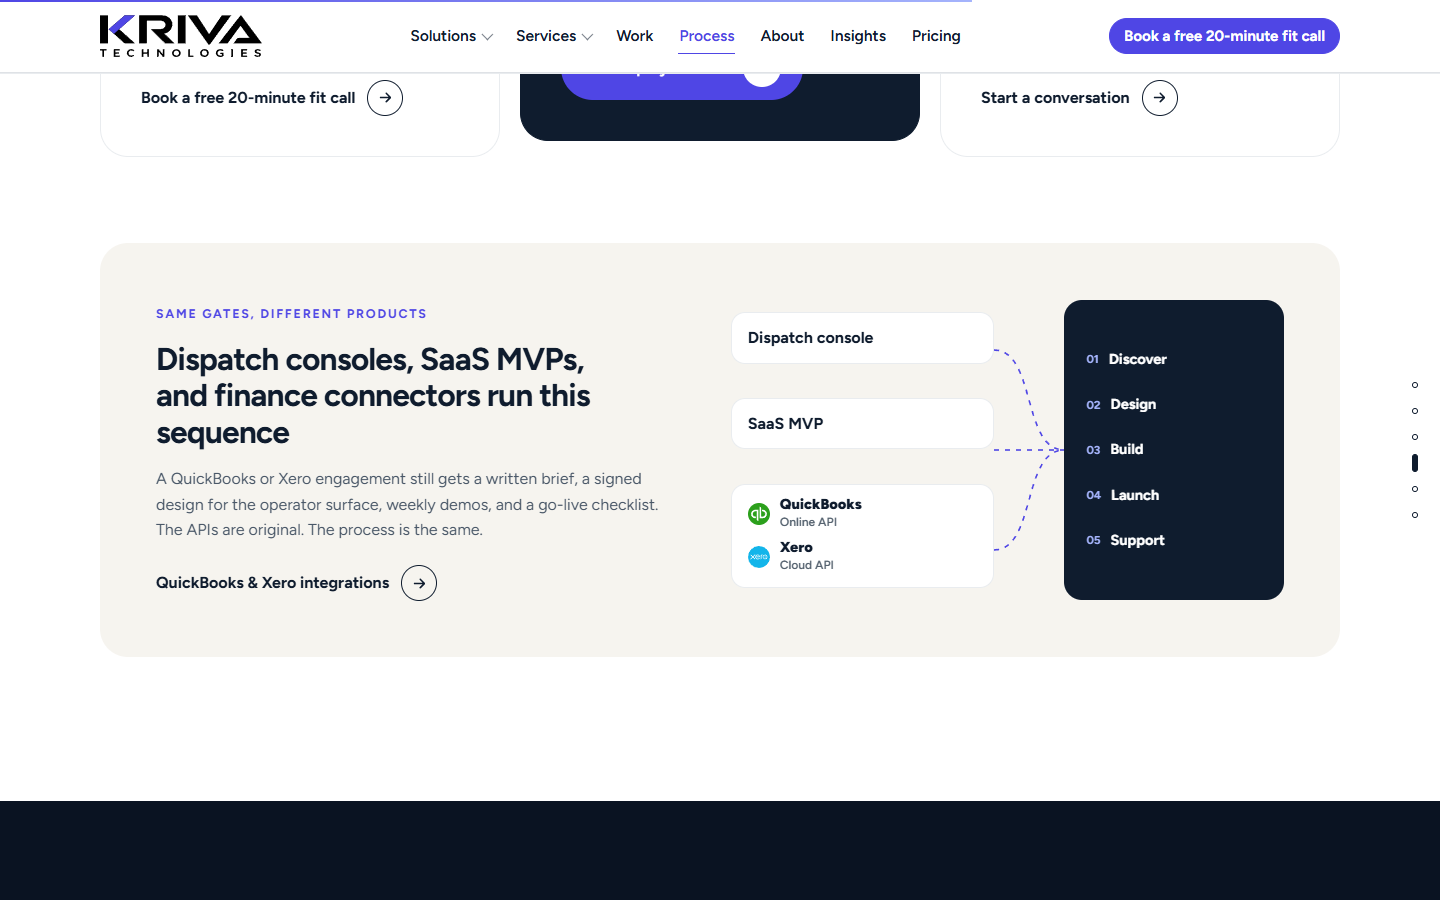 KRIVA
TECHNOLOGIES
Solutions
Services
Work
Process
About
Insights
Pricing
Book a free 20-minute fit call
Book a free 20-minute fit call
Start a conversation
SAME GATES, DIFFERENT PRODUCTS
Dispatch consoles, SaaS MVPs,
and finance connectors run this
sequence
A QuickBooks or Xero engagement still gets a written brief, a signed
design for the operator surface, weekly demos, and a go-live checklist.
The APIs are original. The process is the same.
QuickBooks & Xero integrations
Dispatch console
SaaS MVP
qb
QuickBooks
Online API
xero
Xero
Cloud API
01 Discover
02 Design
03 Build
04 Launch
05 Support